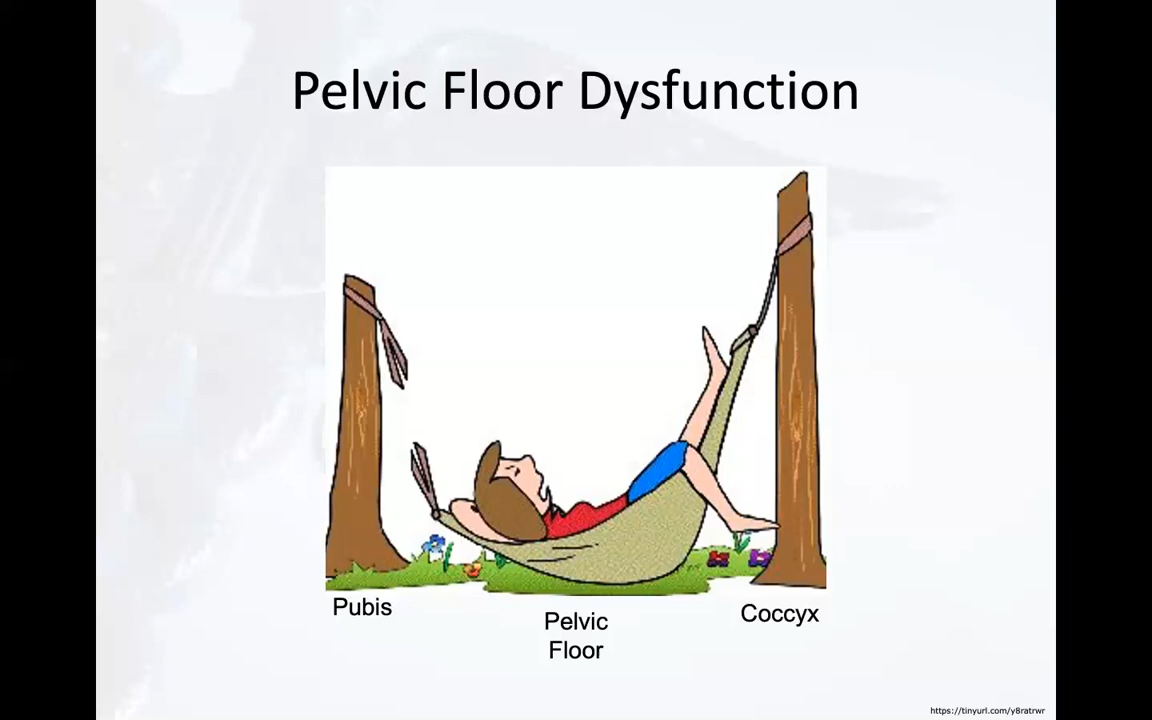 Pelvic Floor Dysfunction
Pubis
Pelvic
Floor
Coccyx
https://tinyurl.com/y8ratrwr